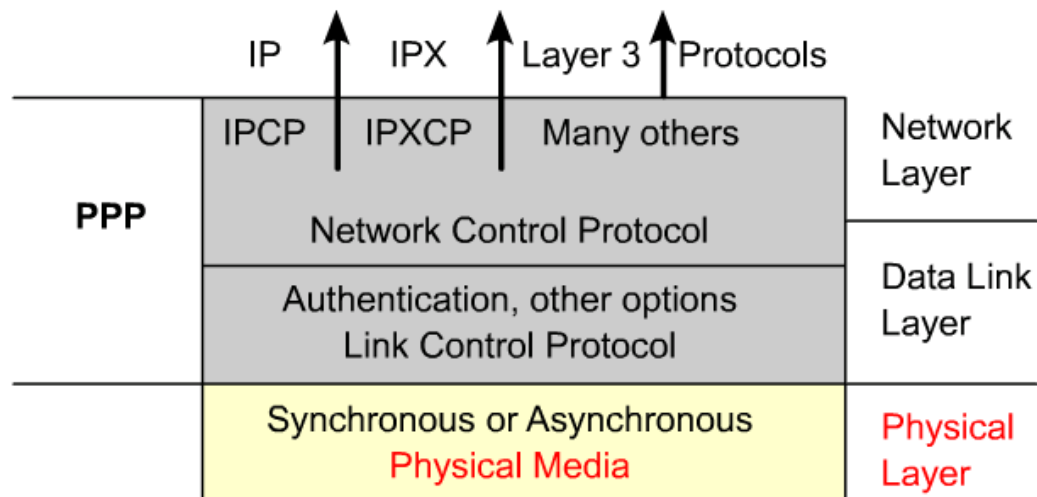 IP IPX Layer 3 Protocols
IPCP IPXCP Many others
Network
Layer
PPP
Network Control Protocol
Authentication, other options
Link Control Protocol
Data Link
Layer
Synchronous or Asynchronous
Physical Media
Physical
Layer